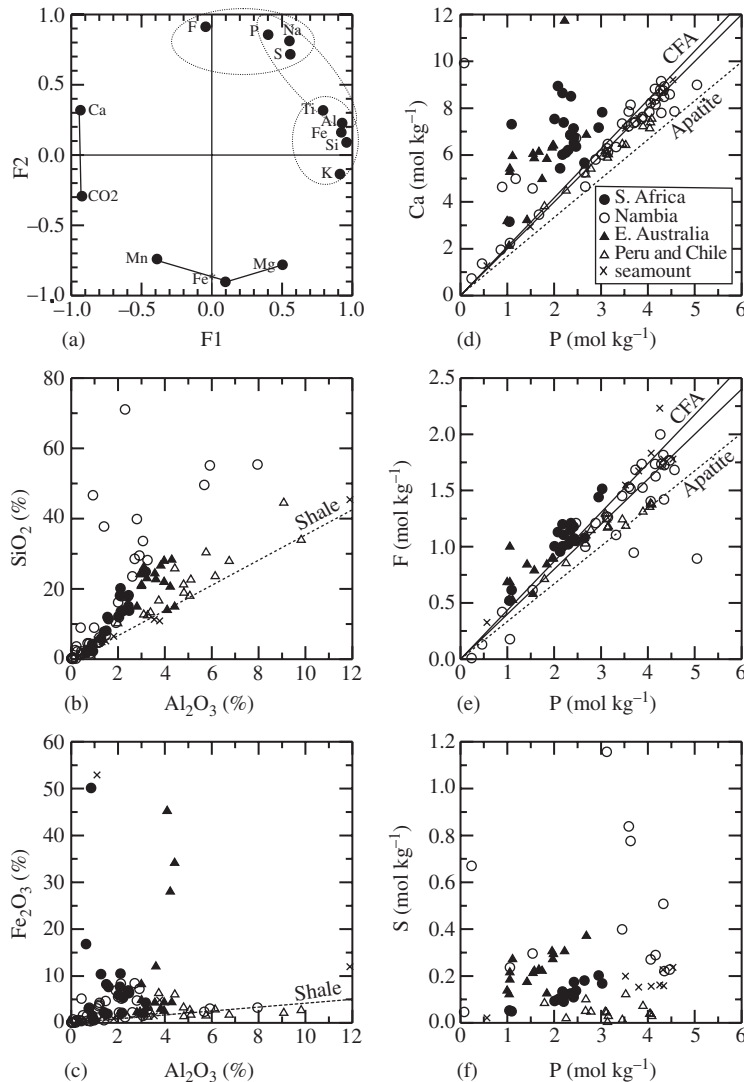 1.0
0.5
0.0
−0.5
−1.0
F2
F
P
Na
S
Ti
Al
Fe
Si
K
Ca
CO2
Mn
Fe
Mg
−1.0 −0.5 0.0 0.5 1.0
(a) F1
12
10
8
6
4
2
0
Ca (mol kg−1)
CFA
Apatite
S. Africa
Nambia
E. Australia
Peru and Chile
seamount
0 1 2 3 4 5 6
(d) P (mol kg−1)
80
60
40
20
0
SiO2 (%)
Shale
0 2 4 6 8 10 12
(b) Al2O3 (%)
2.5
2.0
1.5
1.0
0.5
0.0
F (mol kg−1)
CFA
Apatite
0 1 2 3 4 5 6
(e) P (mol kg−1)
60
50
40
30
20
10
0
Fe2O3 (%)
Shale
0 2 4 6 8 10 12
(c) Al2O3 (%)
1.2
1.0
0.8
0.6
0.4
0.2
0.0
S (mol kg−1)
0 1 2 3 4 5 6
(f) P (mol kg−1)